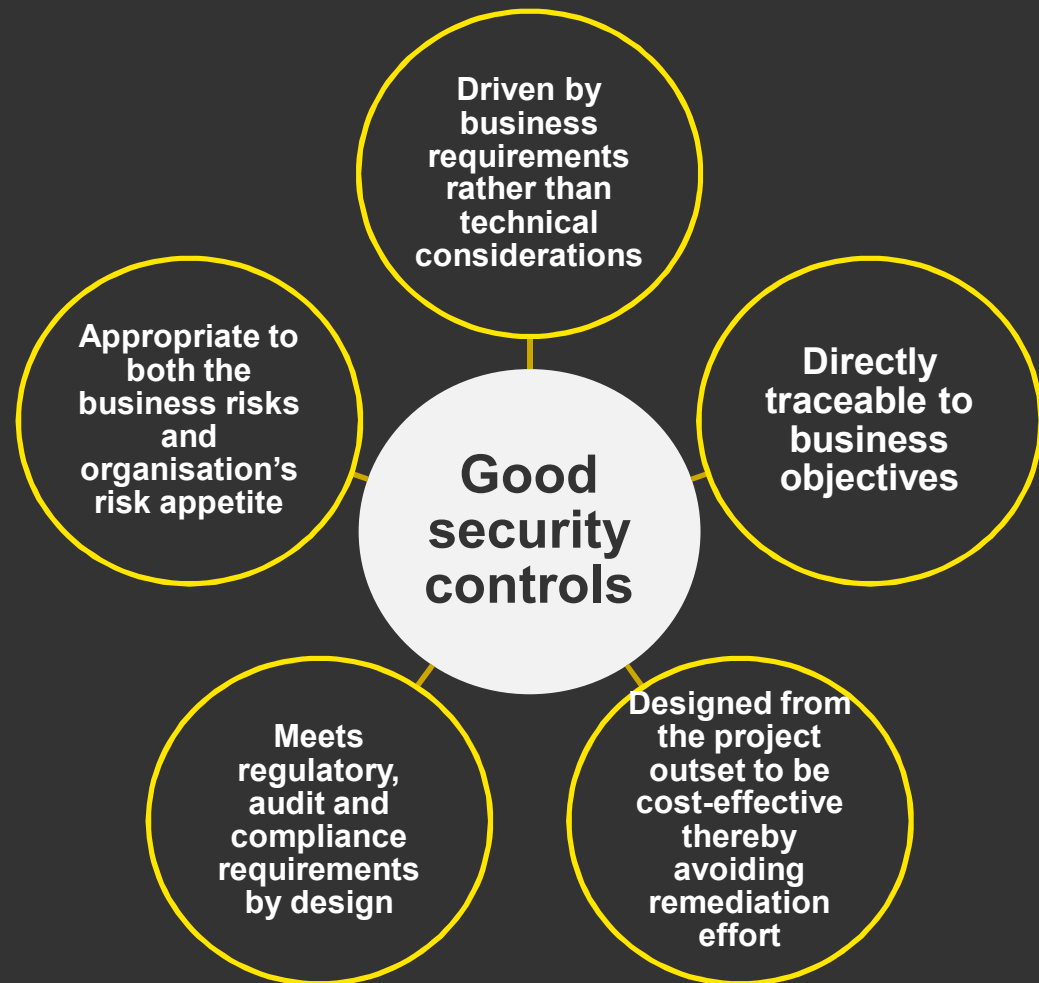 Driven by
business
requirements
rather than
technical
considerations
Directly
traceable to
business
objectives
Designed from
the project
outset to be
cost-effective
thereby
avoiding
remediation
effort
Meets
regulatory,
audit and
compliance
requirements
by design
Appropriate to
both the
business risks
and
organisation’s
risk appetite
Good
security
controls